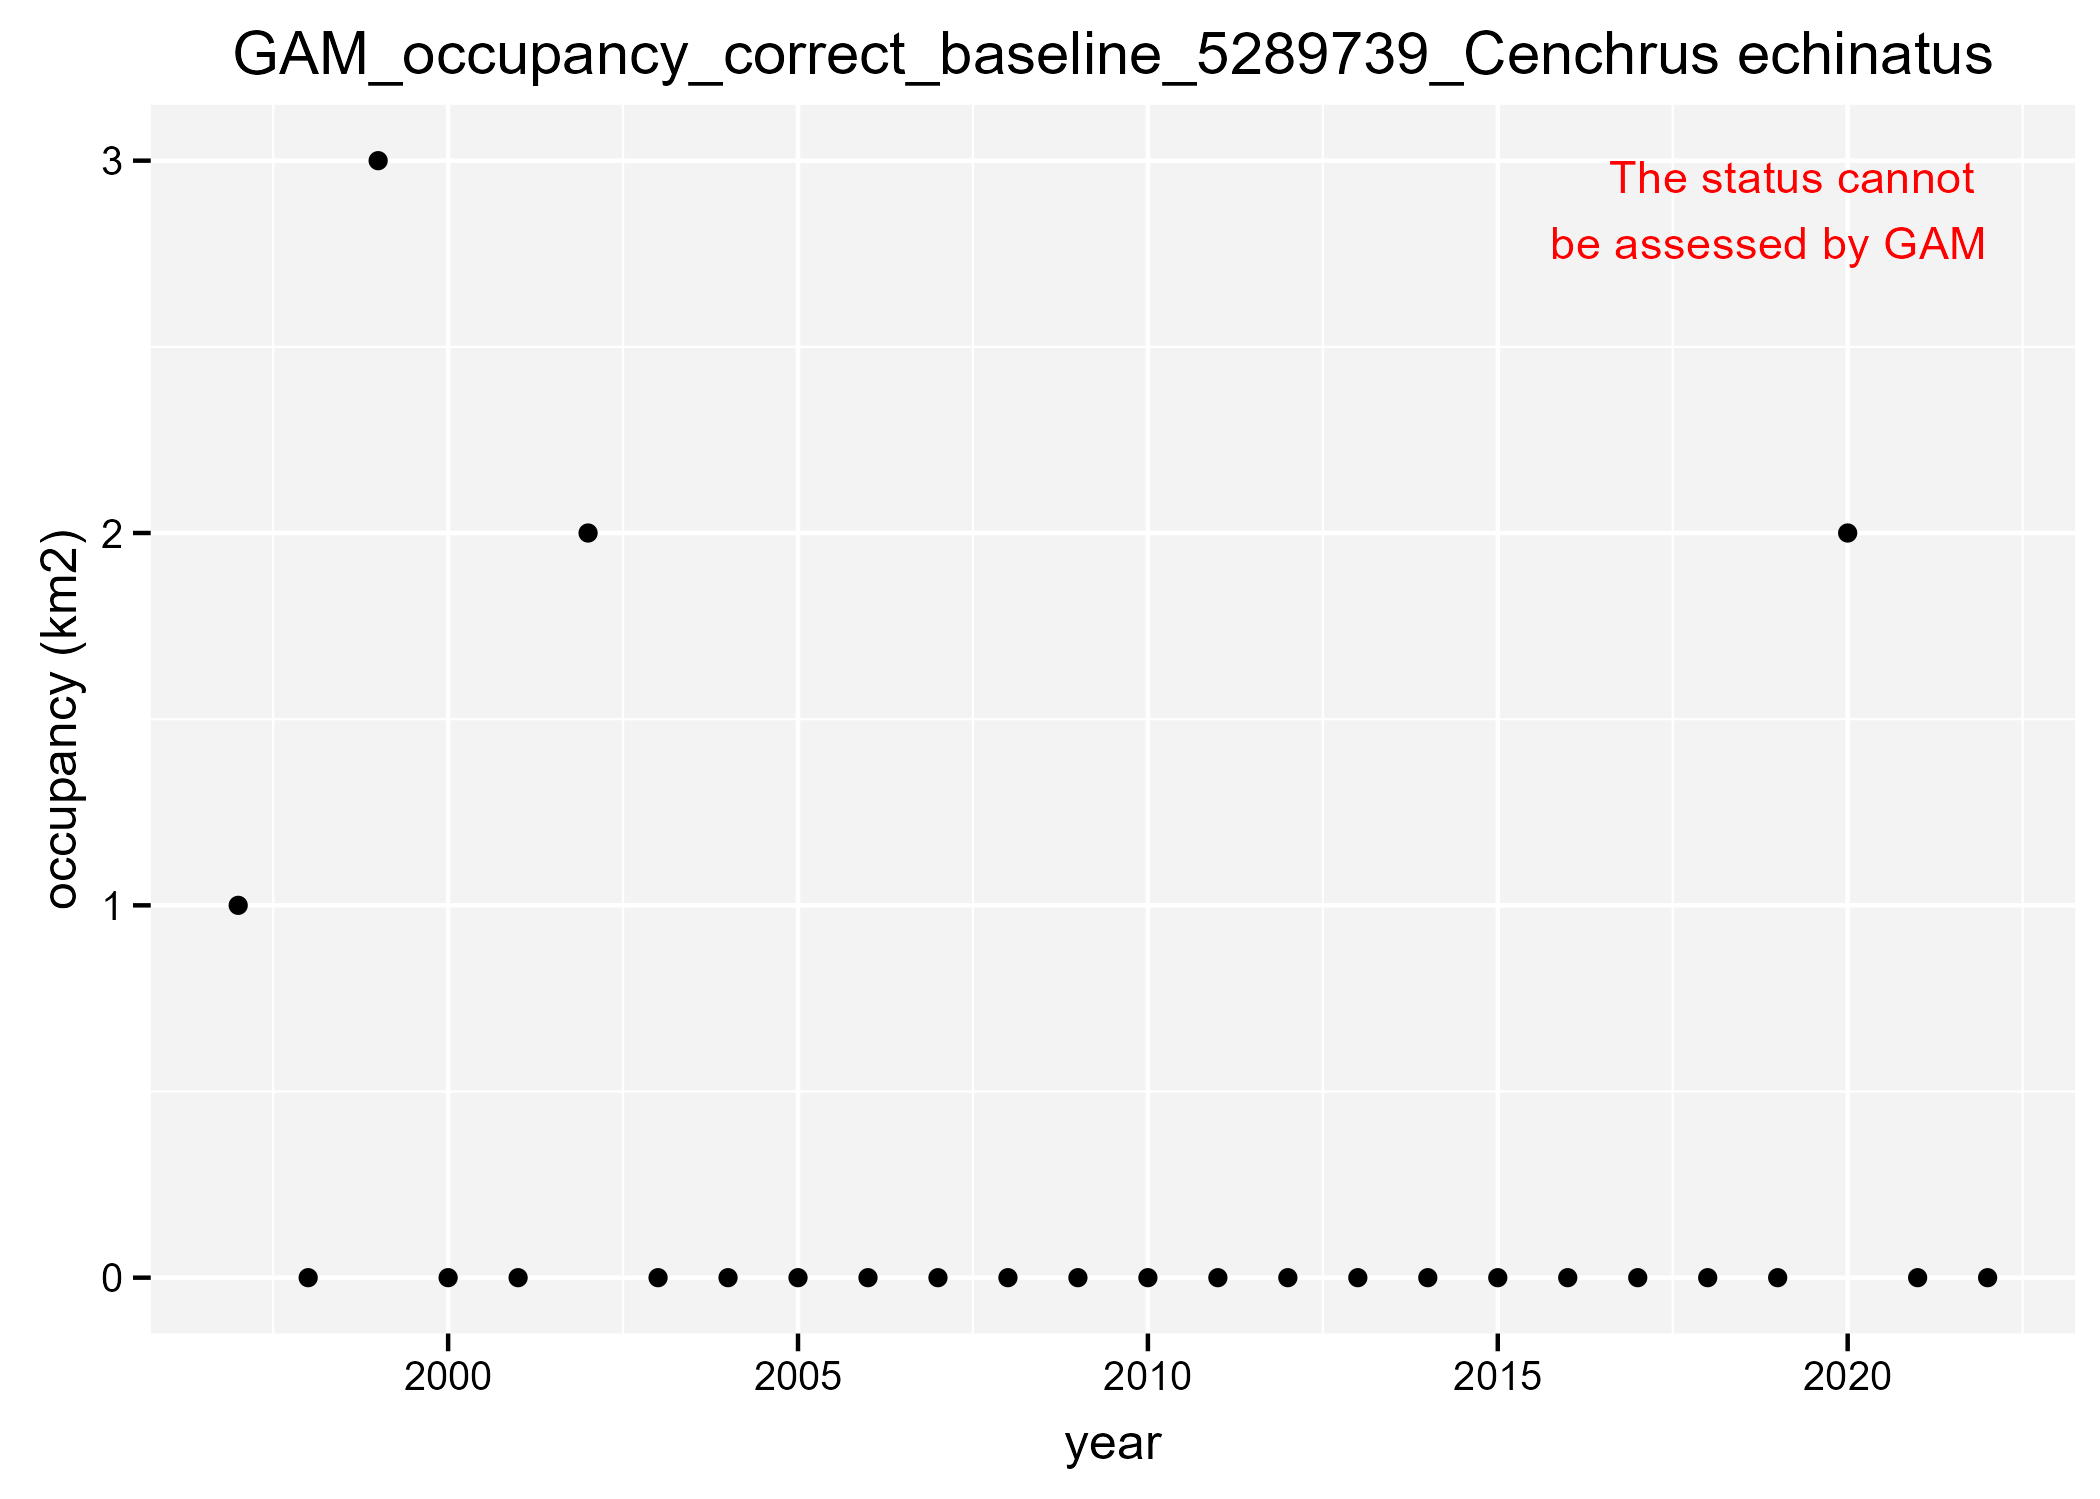 GAM_occupancy_correct_baseline_5289739_Cenchrus echinatus
The status cannot
be assessed by GAM
occupancy (km2)
3
2
1
0
2000 2005 2010 2015 2020
year